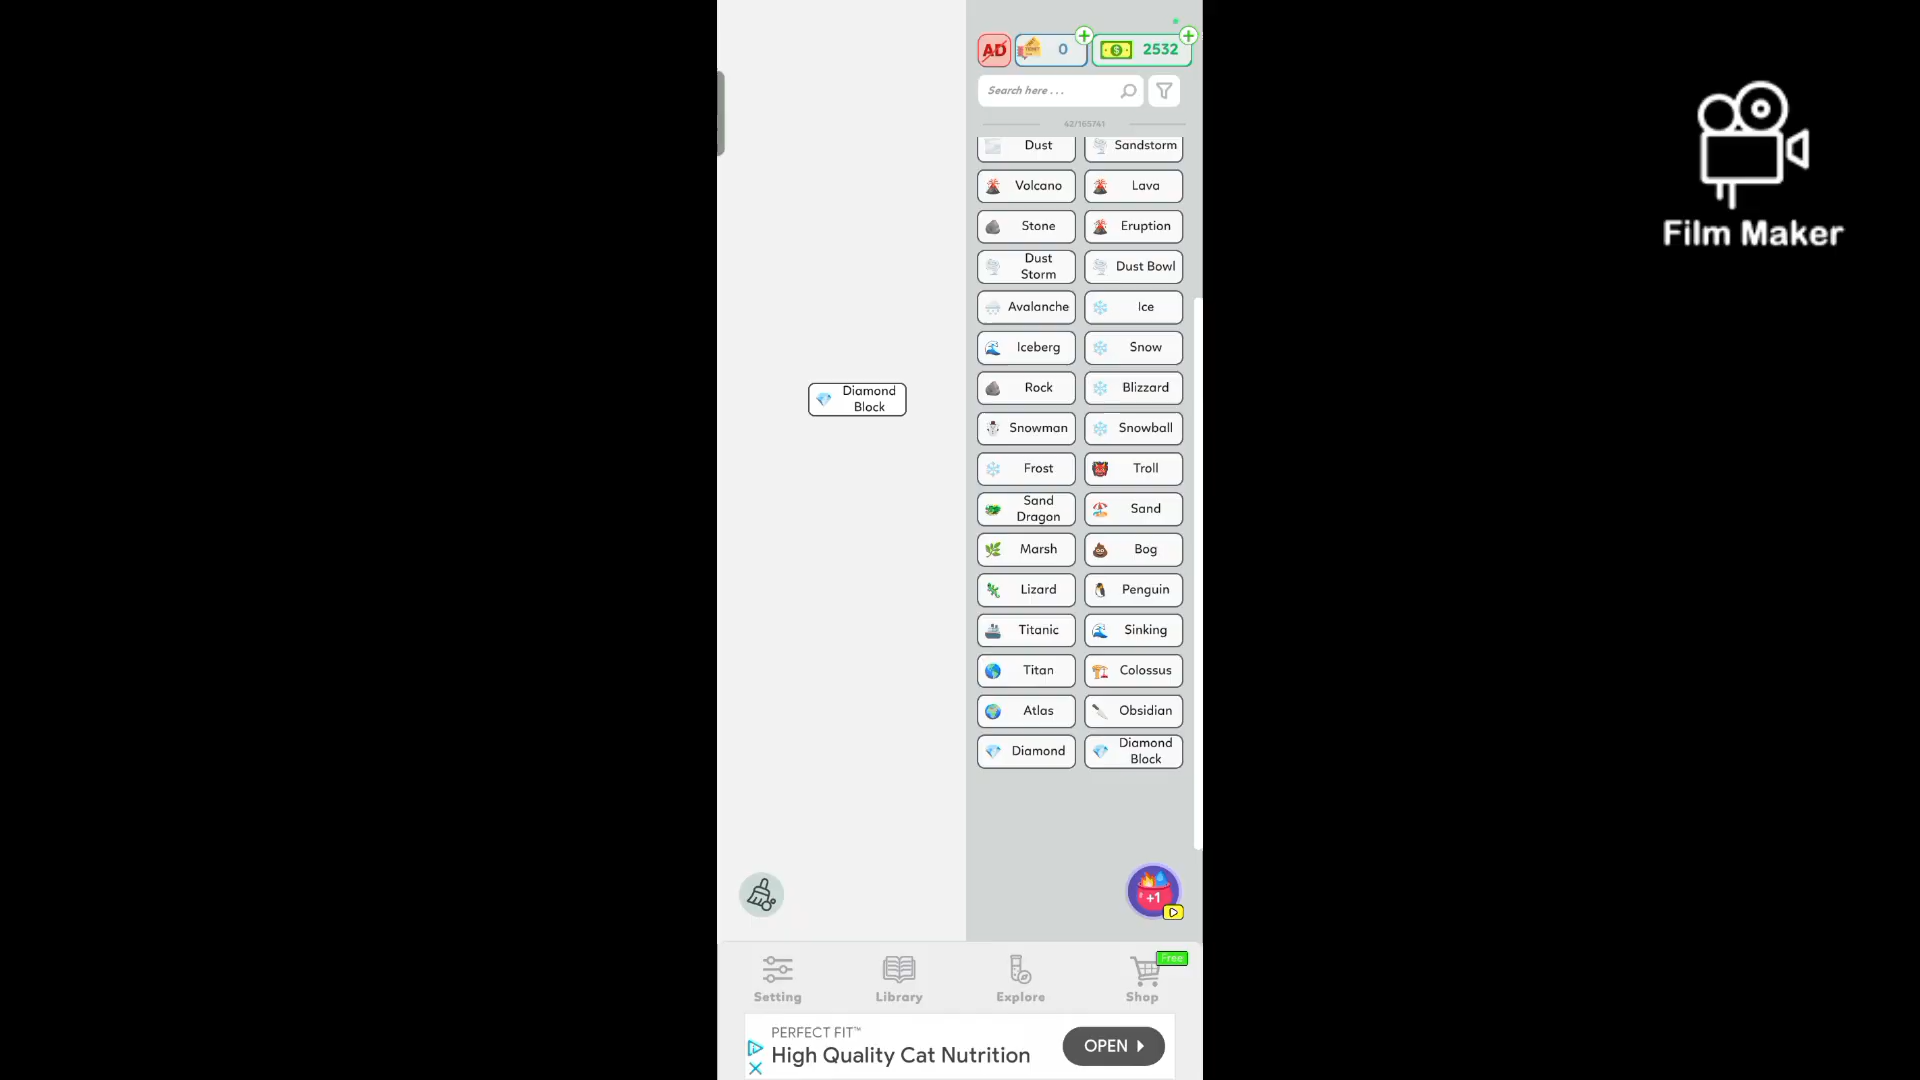 AD
0
2532
Search here . . .
42/165741
Dust
Sandstorm
Volcano
Lava
Stone
Eruption
Dust
Storm
Dust Bowl
Avalanche
Ice
Iceberg
Snow
Rock
Blizzard
Snowman
Snowball
Frost
Troll
Sand
Dragon
Sand
Marsh
Bog
Lizard
Penguin
Titanic
Sinking
Titan
Colossus
Atlas
Obsidian
Diamond
Diamond
Block
Diamond
Block
+1
Setting
Library
Explore
Free
Shop
PERFECT FIT™
High Quality Cat Nutrition
OPEN
Film Maker